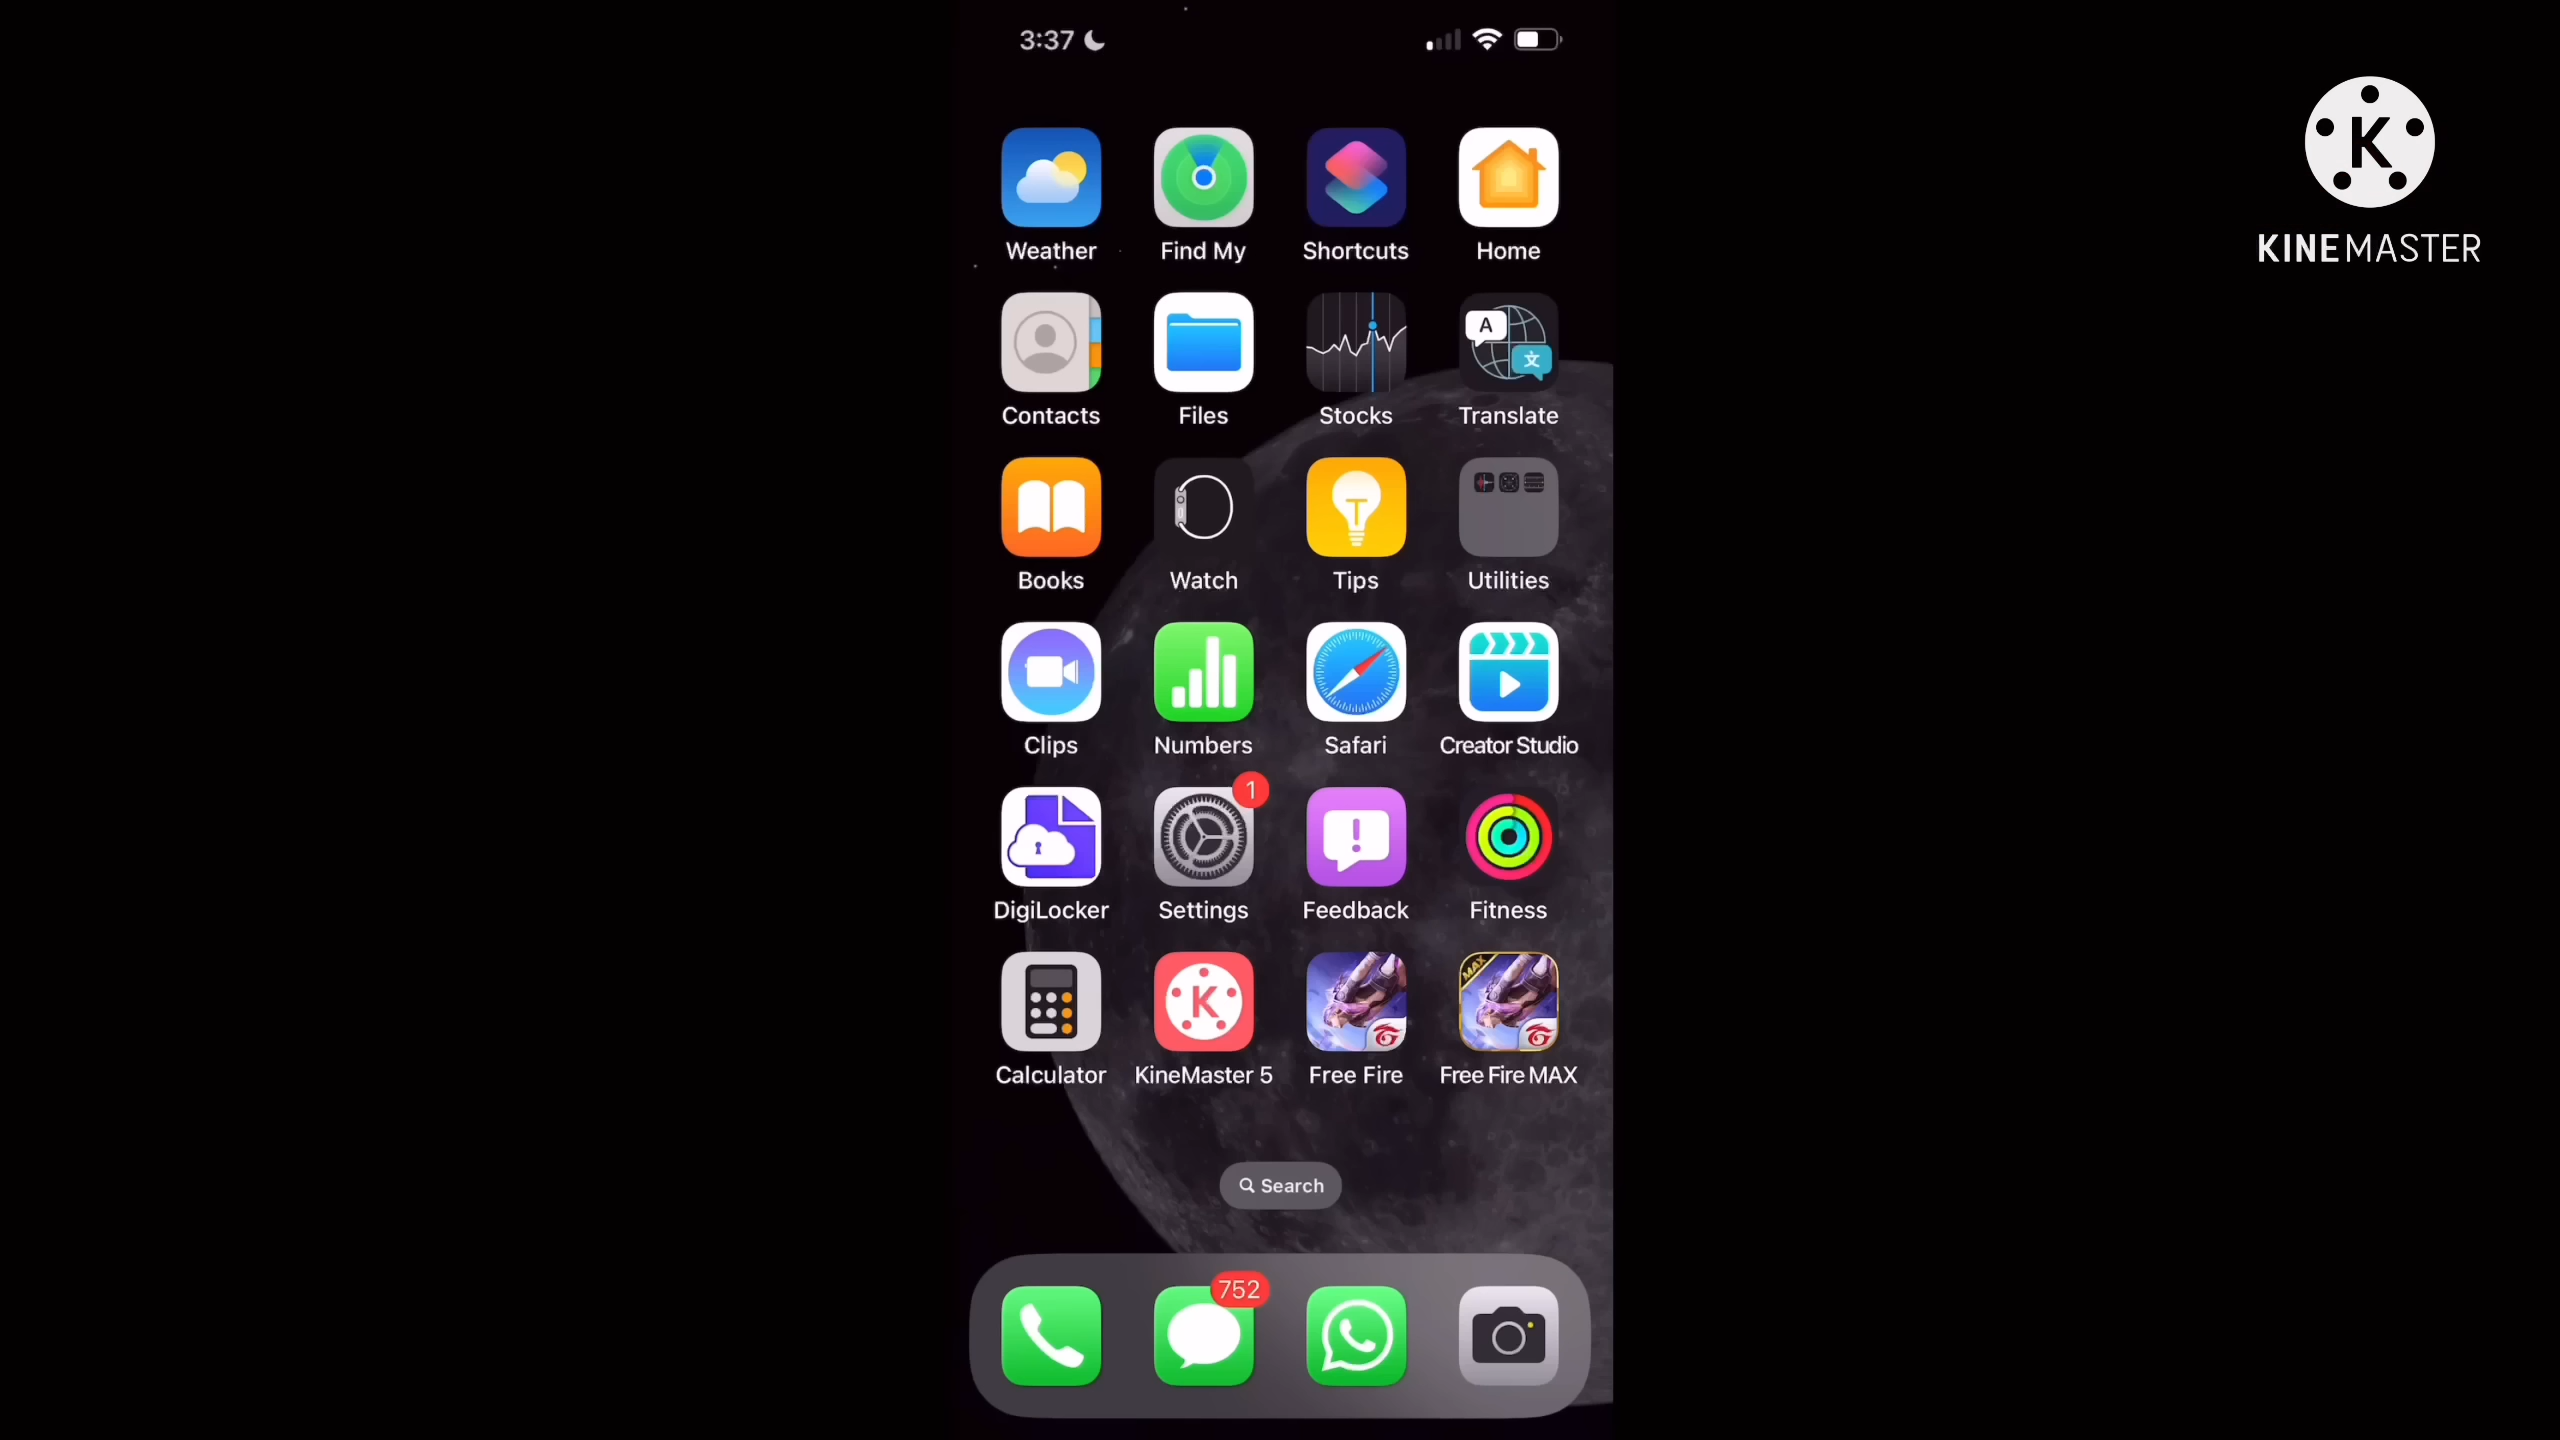 3:37
K
KINEMASTER
Weather Find My Shortcuts Home
A
文
Contacts Files Stocks Translate
Books Watch Tips Utilities
Clips Numbers Safari Creator Studio
1
DigiLocker Settings Feedback Fitness
K
MAX
Calculator KineMaster 5 Free Fire Free Fire MAX
Search
752